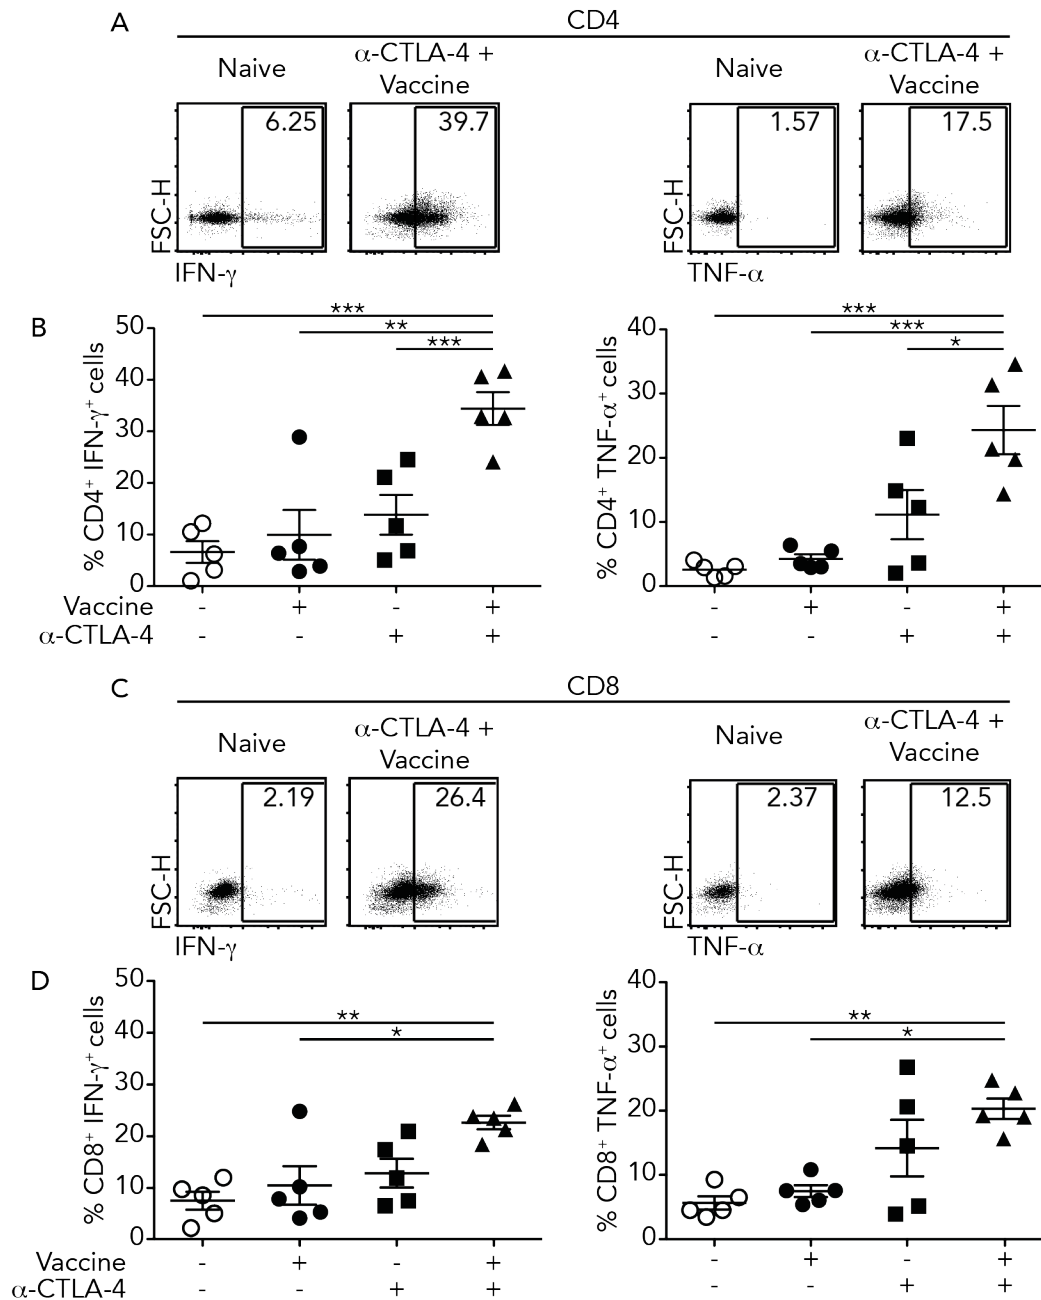 A
CD4
Naive
α-CTLA-4 +
Vaccine
Naive
α-CTLA-4 +
Vaccine
6.25
39.7
1.57
17.5
FSC-H
FSC-H
IFN-γ
TNF-α
B
% CD4⁺ IFN-γ⁺ cells
50
40
30
20
10
0
***
**
***
% CD4⁺ TNF-α⁺ cells
40
30
20
10
0
***
***
*
Vaccine - + - + - + - +
α-CTLA-4 - - + + - - + +
C
CD8
Naive
α-CTLA-4 +
Vaccine
Naive
α-CTLA-4 +
Vaccine
2.19
26.4
2.37
12.5
FSC-H
FSC-H
IFN-γ
TNF-α
D
% CD8⁺ IFN-γ⁺ cells
50
40
30
20
10
0
**
*
% CD8⁺ TNF-α⁺ cells
40
30
20
10
0
**
*
Vaccine - + - + - + - +
α-CTLA-4 - - + + - - + +